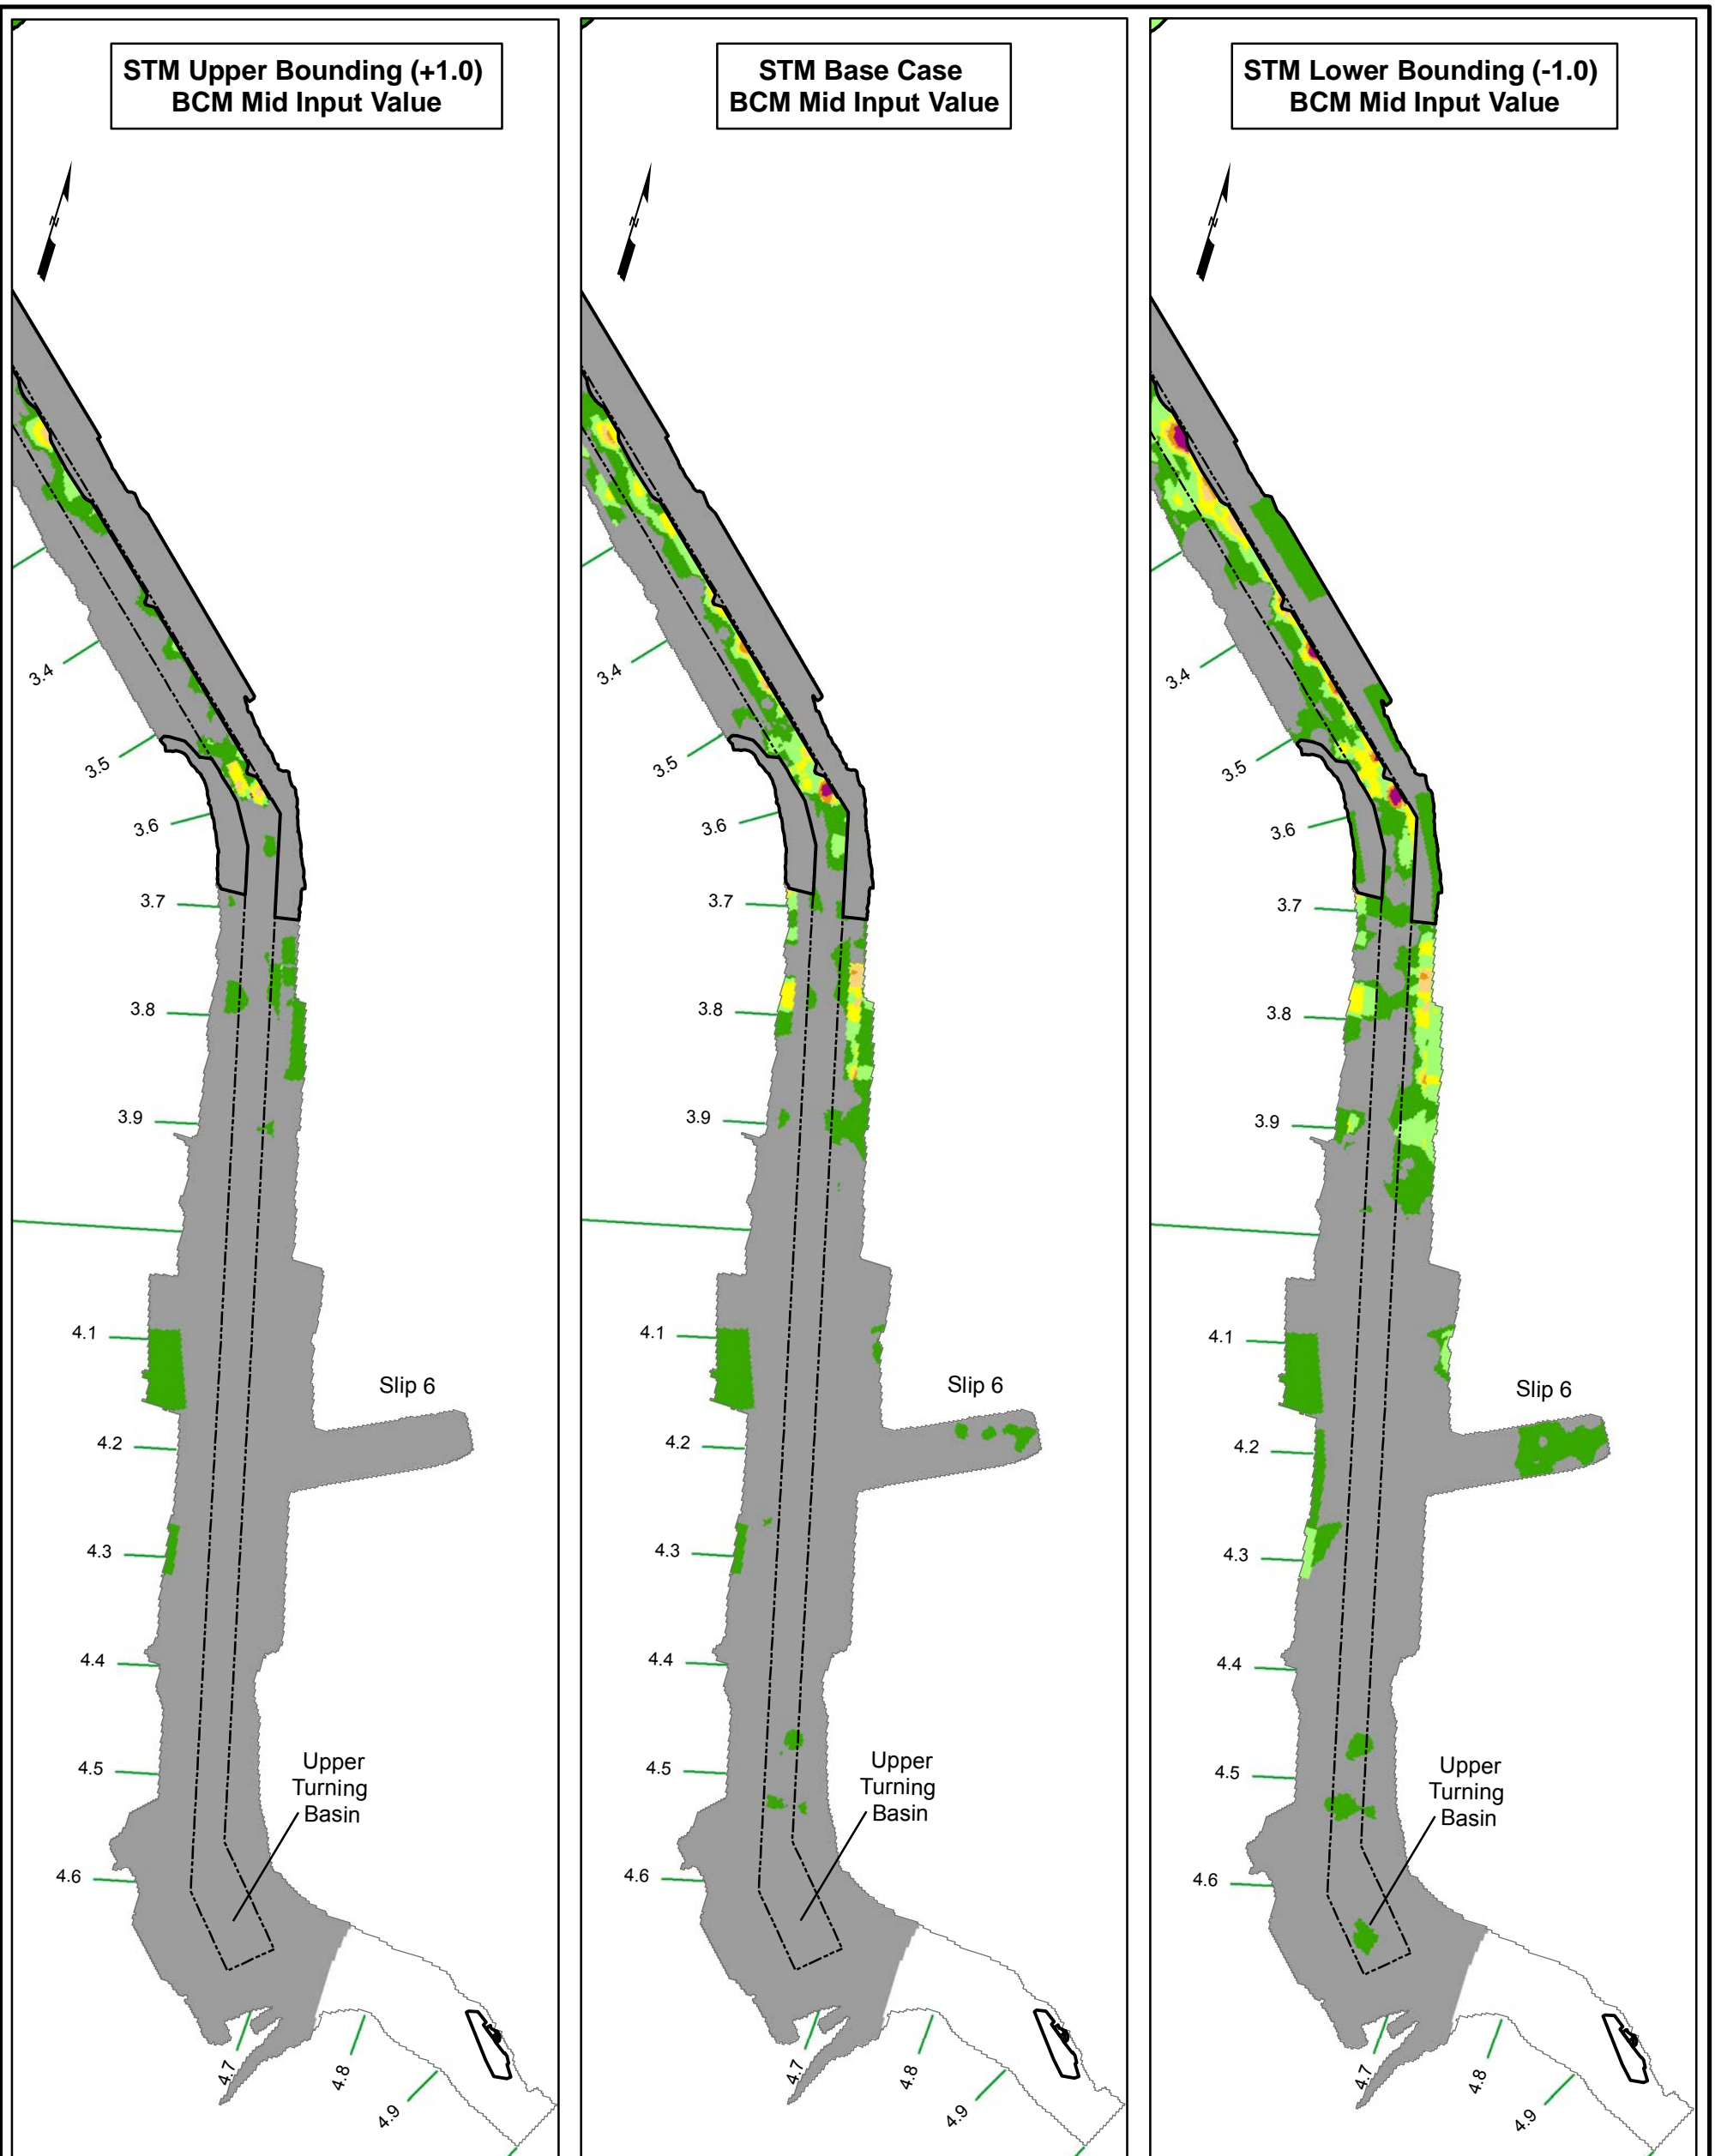 STM Upper Bounding (+1.0)
BCM Mid Input Value
N
3.4
3.5
3.6
3.7
3.8
3.9
4.1
Slip 6
4.2
4.3
4.4
4.5
Upper
Turning
Basin
4.6
4.7
4.8
4.9
STM Base Case
BCM Mid Input Value
N
3.4
3.5
3.6
3.7
3.8
3.9
4.1
Slip 6
4.2
4.3
4.4
4.5
Upper
Turning
Basin
4.6
4.7
4.8
4.9
STM Lower Bounding (-1.0)
BCM Mid Input Value
N
3.4
3.5
3.6
3.7
3.8
3.9
4.1
Slip 6
4.2
4.3
4.4
4.5
Upper
Turning
Basin
4.6
4.7
4.8
4.9